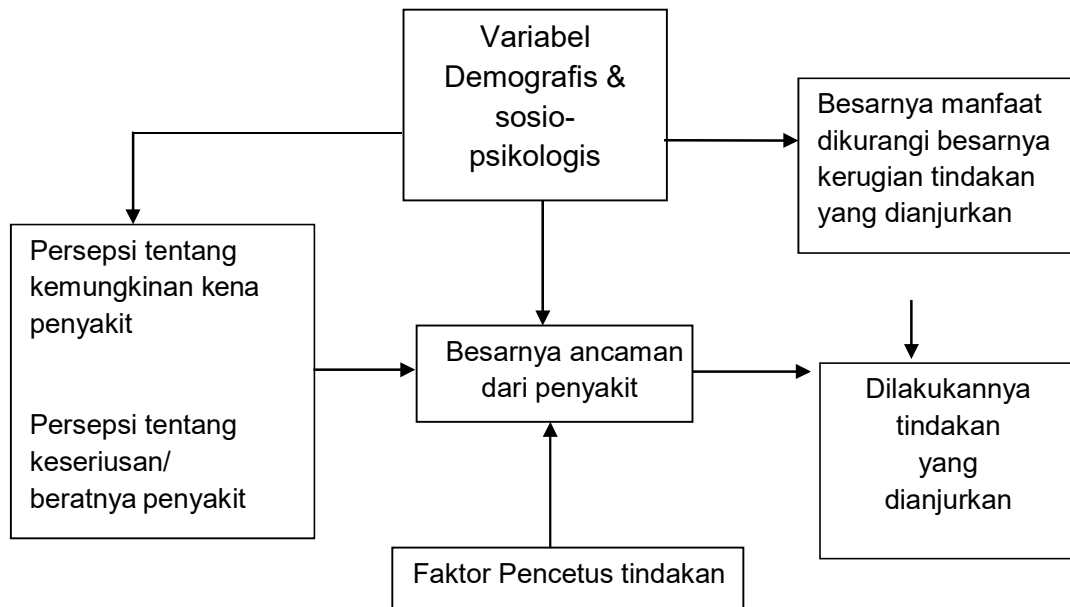 Variabel
Demografis &
sosio-
psikologis
Besarnya manfaat
dikurangi besarnya
kerugian tindakan
yang dianjurkan
Persepsi tentang
kemungkinan kena
penyakit
Persepsi tentang
keseriusan/
beratnya penyakit
Besarnya ancaman
dari penyakit
Dilakukannya
tindakan
yang
dianjurkan
Faktor Pencetus tindakan